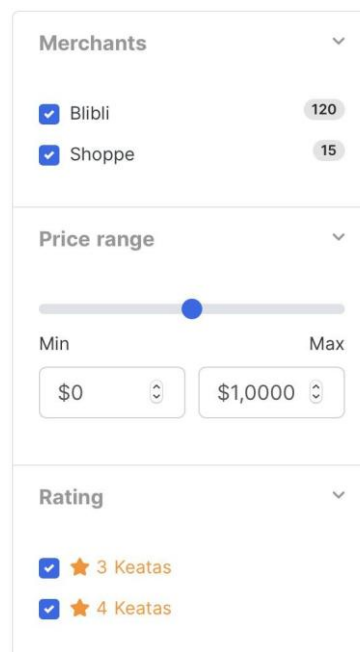 Merchants
Blibli 120
Shoppe 15
Price range
Min Max
$0 $1,0000
Rating
3 Keatas
4 Keatas